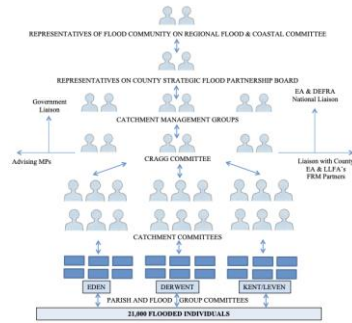 REPRESENTATIVES OF FLOOD COMMUNITY ON REGIONAL FLOOD & COASTAL COMMITTEE
REPRESENTATIVES ON COUNTY STRATEGIC FLOOD PARTNERSHIP BOARD
Government
Liaison
EA & DEFRA
National Liaison
CATCHMENT MANAGEMENT GROUPS
Advising MPs
CRAGG COMMITTEE
Liaison with County
EA & LLFA's
FRM Partners
CATCHMENT COMMITTEES
EDEN
DERWENT
KENT/LEVEN
PARISH AND FLOOD GROUP COMMITTEES
21,000 FLOODED INDIVIDUALS